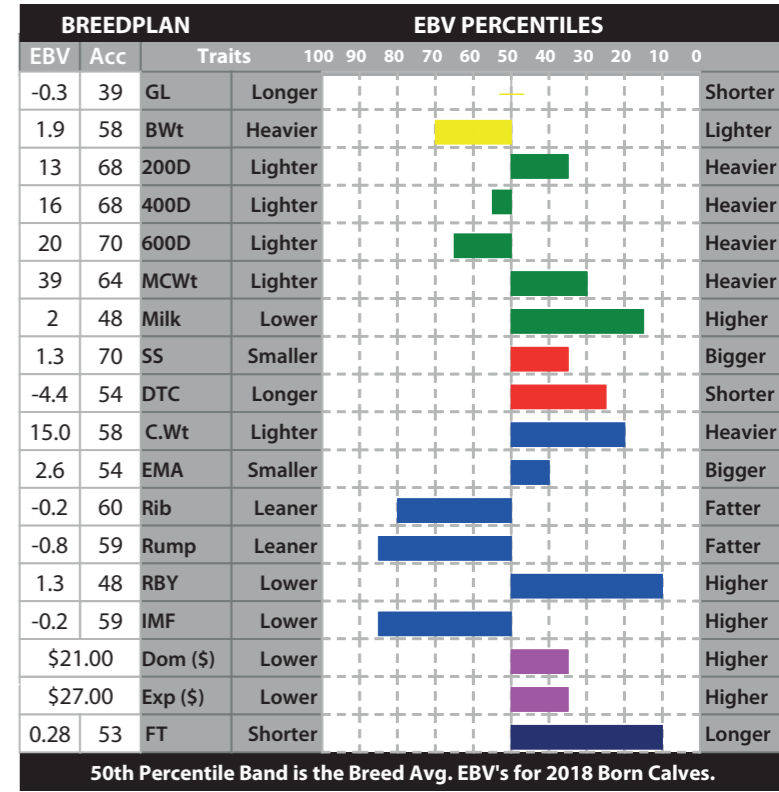 BREEDPLAN EBV PERCENTILES
EBV Acc Traits 100 90 80 70 60 50 40 30 20 10 0
-0.3 39 GL Longer Shorter
1.9 58 BWt Heavier Lighter
13 68 200D Lighter Heavier
16 68 400D Lighter Heavier
20 70 600D Lighter Heavier
39 64 MCWt Lighter Heavier
2 48 Milk Lower Higher
1.3 70 SS Smaller Bigger
-4.4 54 DTC Longer Shorter
15.0 58 C.Wt Lighter Heavier
2.6 54 EMA Smaller Bigger
-0.2 60 Rib Leaner Fatter
-0.8 59 Rump Leaner Fatter
1.3 48 RBY Lower Higher
-0.2 59 IMF Lower Higher
$21.00 Dom ($) Lower Higher
$27.00 Exp ($) Lower Higher
0.28 53 FT Shorter Longer
50th Percentile Band is the Breed Avg. EBV's for 2018 Born Calves.